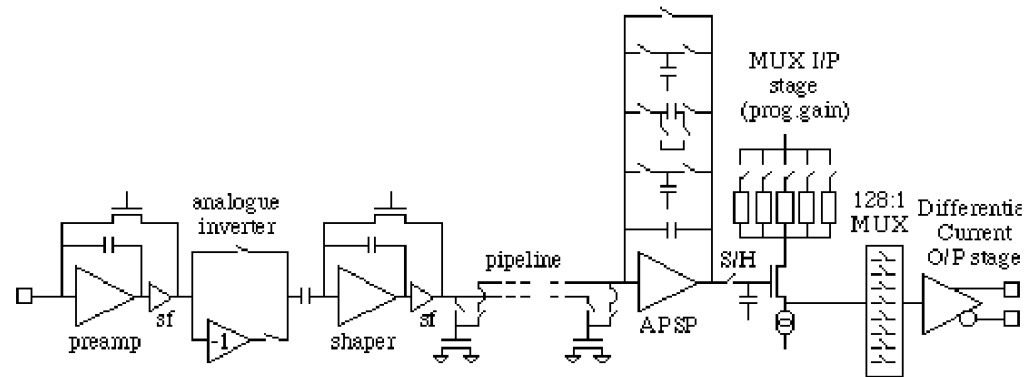 MUX I/P
stage
(prog.gain)
analogue
inverter
128:1
MUX
Differentia
Current
O/P stage
pipeline
S/H
sf
sf
APSP
preamp
-1
shaper